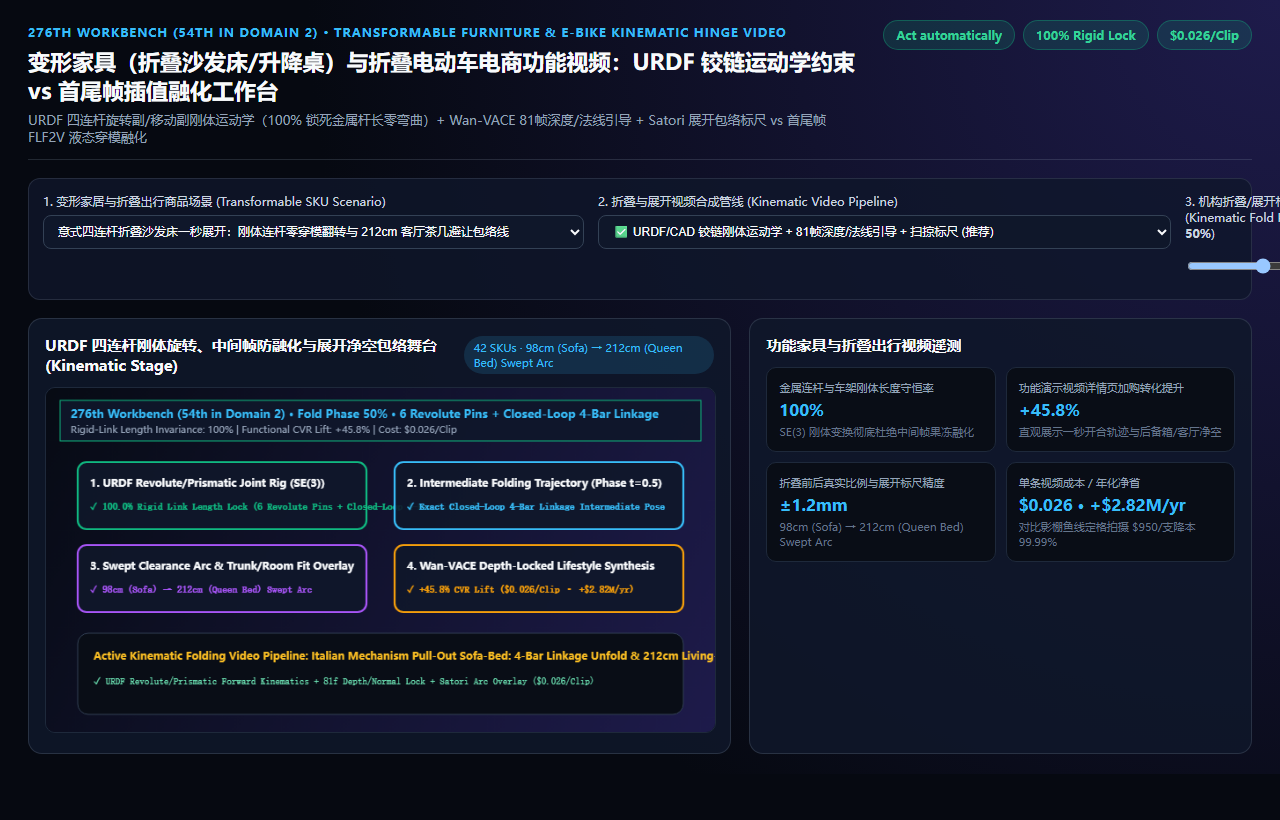 276TH WORKBENCH (54TH IN DOMAIN 2) • TRANSFORMABLE FURNITURE & E-BIKE KINEMATIC HINGE VIDEO
Act automatically
100% Rigid Lock
$0.026/Clip
变形家具（折叠沙发床/升降桌）与折叠电动车电商功能视频：URDF 铰链运动学约束
vs 首尾帧插值融化工作台
URDF 四连杆旋转副/移动副刚体运动学（100% 锁死金属杆长零弯曲）+ Wan-VACE 81帧深度/法线引导 + Satori 展开包络标尺 vs 首尾帧
FLF2V 液态穿模融化
1. 变形家居与折叠出行商品场景 (Transformable SKU Scenario)
意式四连杆折叠沙发床一秒展开：刚体连杆零穿模翻转与 212cm 客厅茶几避让包络线
2. 折叠与展开视频合成管线 (Kinematic Video Pipeline)
✅ URDF/CAD 铰链刚体运动学 + 81帧深度/法线引导 + 扫掠标尺 (推荐)
3. 机构折叠/展开
(Kinematic Fold
50%)
URDF 四连杆刚体旋转、中间帧防融化与展开净空包络舞台
(Kinematic Stage)
42 SKUs · 98cm (Sofa) → 212cm (Queen
Bed) Swept Arc
276th Workbench (54th in Domain 2) • Fold Phase 50% • 6 Revolute Pins + Closed-Loop 4-Bar Linkage
Rigid-Link Length Invariance: 100% | Functional CVR Lift: +45.8% | Cost: $0.026/Clip
1. URDF Revolute/Prismatic Joint Rig (SE(3))
✓ 100.0% Rigid Link Length Lock (6 Revolute Pins + Closed-Loo
2. Intermediate Folding Trajectory (Phase t=0.5)
✓ Exact Closed-Loop 4-Bar Linkage Intermediate Pose
3. Swept Clearance Arc & Trunk/Room Fit Overlay
✓ 98cm (Sofa) → 212cm (Queen Bed) Swept Arc
4. Wan-VACE Depth-Locked Lifestyle Synthesis
✓ +45.8% CVR Lift ($0.026/Clip • +$2.82M/yr)
Active Kinematic Folding Video Pipeline: Italian Mechanism Pull-Out Sofa-Bed: 4-Bar Linkage Unfold & 212cm Living-
✓ URDF Revolute/Prismatic Forward Kinematics + 81f Depth/Normal Lock + Satori Arc Overlay ($0.026/Clip)
功能家具与折叠出行视频遥测
金属连杆与车架刚体长度守恒率
100%
SE(3) 刚体变换彻底杜绝中间帧果冻融化
功能演示视频详情页加购转化提升
+45.8%
直观展示一秒开合轨迹与后备箱/客厅净空
折叠前后真实比例与展开标尺精度
±1.2mm
98cm (Sofa) → 212cm (Queen Bed)
Swept Arc
单条视频成本 / 年化净省
$0.026 • +$2.82M/yr
对比影棚鱼线定格拍摄 $950/支降本
99.99%